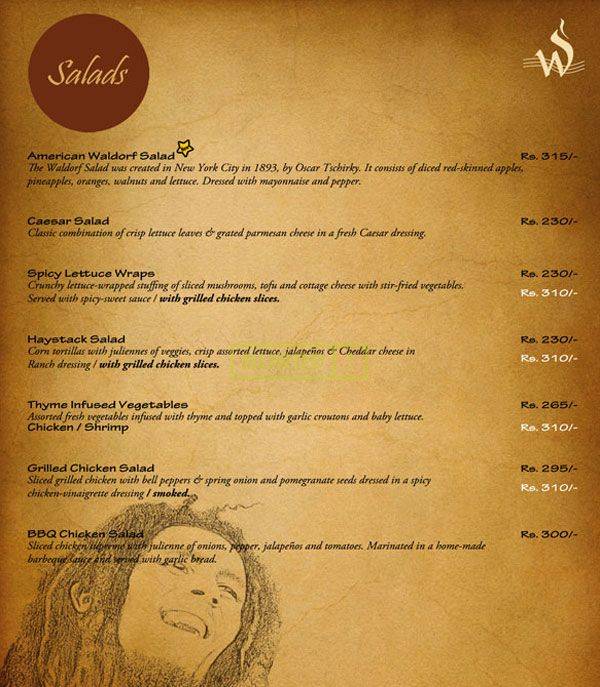 Salads
W
American Waldorf Salad Rs. 315/-
The Waldorf Salad was created in New York City in 1893, by Oscar Tschirky. It consists of diced red-skinned apples,
pineapples, oranges, walnuts and lettuce. Dressed with mayonnaise and pepper.
Caesar Salad Rs. 230/-
Classic combination of crisp lettuce leaves & grated parmesan cheese in a fresh Caesar dressing.
Spicy Lettuce Wraps Rs. 230/-
Crunchy lettuce-wrapped stuffing of sliced mushrooms, tofu and cottage cheese with stir-fried vegetables.
Served with spicy-sweet sauce / with grilled chicken slices. Rs. 310/-
Haystack Salad Rs. 230/-
Corn tortillas with juliennes of veggies, crisp assorted lettuce, jalapeños & Cheddar cheese in
Ranch dressing / with grilled chicken slices. Rs. 310/-
Thyme Infused Vegetables Rs. 265/-
Assorted fresh vegetables infused with thyme and topped with garlic croutons and baby lettuce.
Chicken / Shrimp Rs. 310/-
Grilled Chicken Salad Rs. 295/-
Sliced grilled chicken with bell peppers & spring onion and pomegranate seeds dressed in a spicy
chicken-vinaigrette dressing / smoked. Rs. 310/-
BBQ Chicken Salad Rs. 300/-
Sliced chicken supreme with julienne of onions, pepper, jalapeños and tomatoes. Marinated in a home-made
barbeque sauce and served with garlic bread.